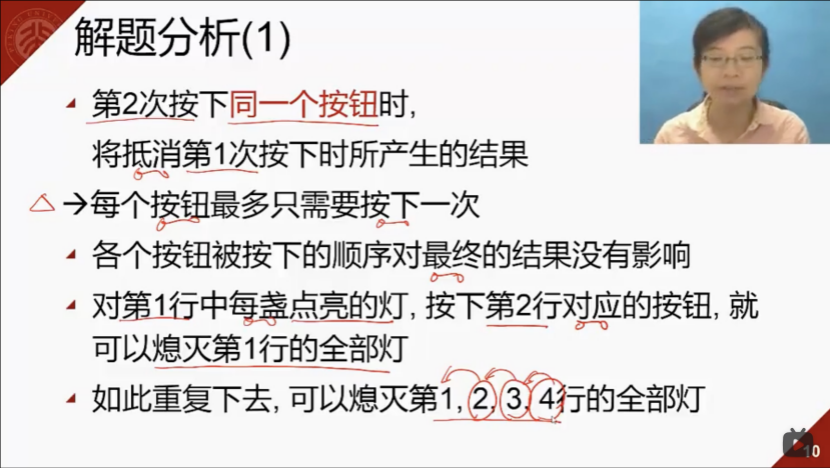 解题分析(1)
第2次按下同一个按钮时,
将抵消第1次按下时所产生的结果
→每个按钮最多只需要按下一次
各个按钮被按下的顺序对最终的结果没有影响
对第1行中每盏点亮的灯, 按下第2行对应的按钮, 就
可以熄灭第1行的全部灯
如此重复下去, 可以熄灭第1, 2, 3, 4行的全部灯
10